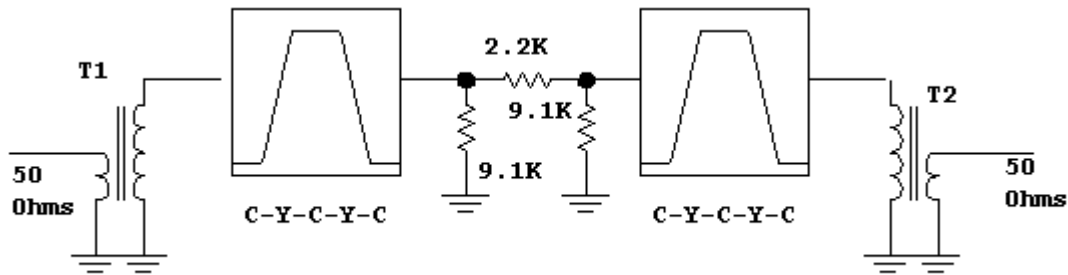 T1
2.2K
9.1K
9.1K
T2
50
Ohms
50
Ohms
C-Y-C-Y-C
C-Y-C-Y-C